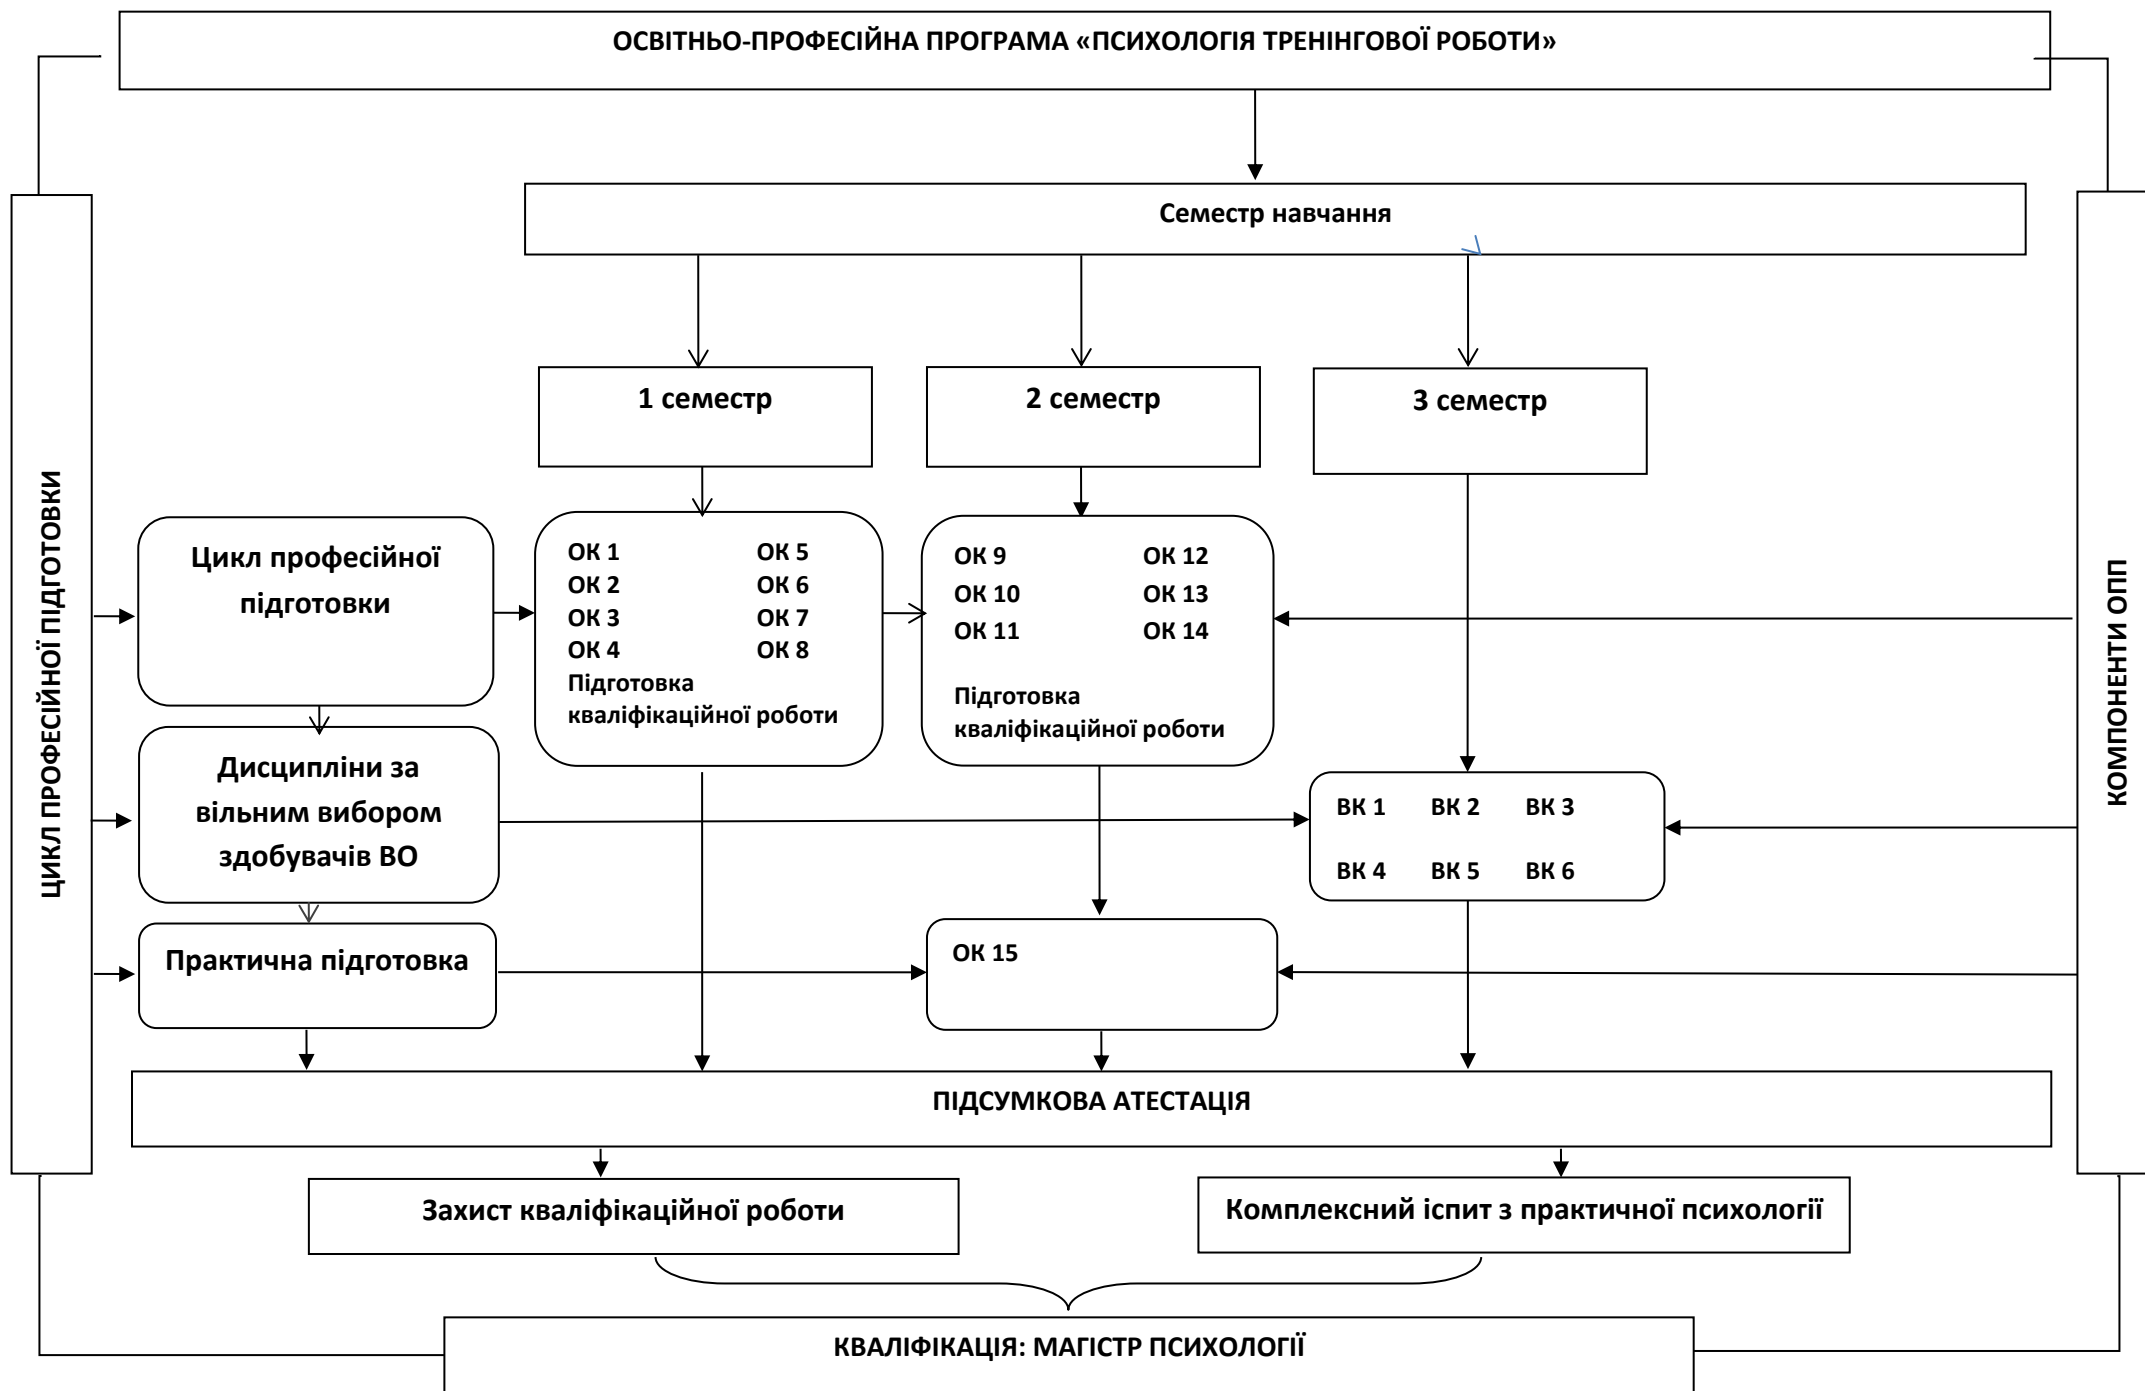 ОСВІТНЬО-ПРОФЕСІЙНА ПРОГРАМА «ПСИХОЛОГІЯ ТРЕНІНГОВОЇ РОБОТИ»
Семестр навчання
1 семестр
2 семестр
3 семестр
ЦИКЛ ПРОФЕСІЙНОЇ ПІДГОТОВКИ
Цикл професійної
підготовки
ОК 1 ОК 5
ОК 2 ОК 6
ОК 3 ОК 7
ОК 4 ОК 8
Підготовка
кваліфікаційної роботи
ОК 9 ОК 12
ОК 10 ОК 13
ОК 11 ОК 14
Підготовка
кваліфікаційної роботи
КОМПОНЕНТИ ОПП
Дисципліни за
вільним вибором
здобувачів ВО
ВК 1 ВК 2 ВК 3
ВК 4 ВК 5 ВК 6
Практична підготовка
ОК 15
ПІДСУМКОВА АТЕСТАЦІЯ
Захист кваліфікаційної роботи
Комплексний іспит з практичної психології
КВАЛІФІКАЦІЯ: МАГІСТР ПСИХОЛОГІЇ